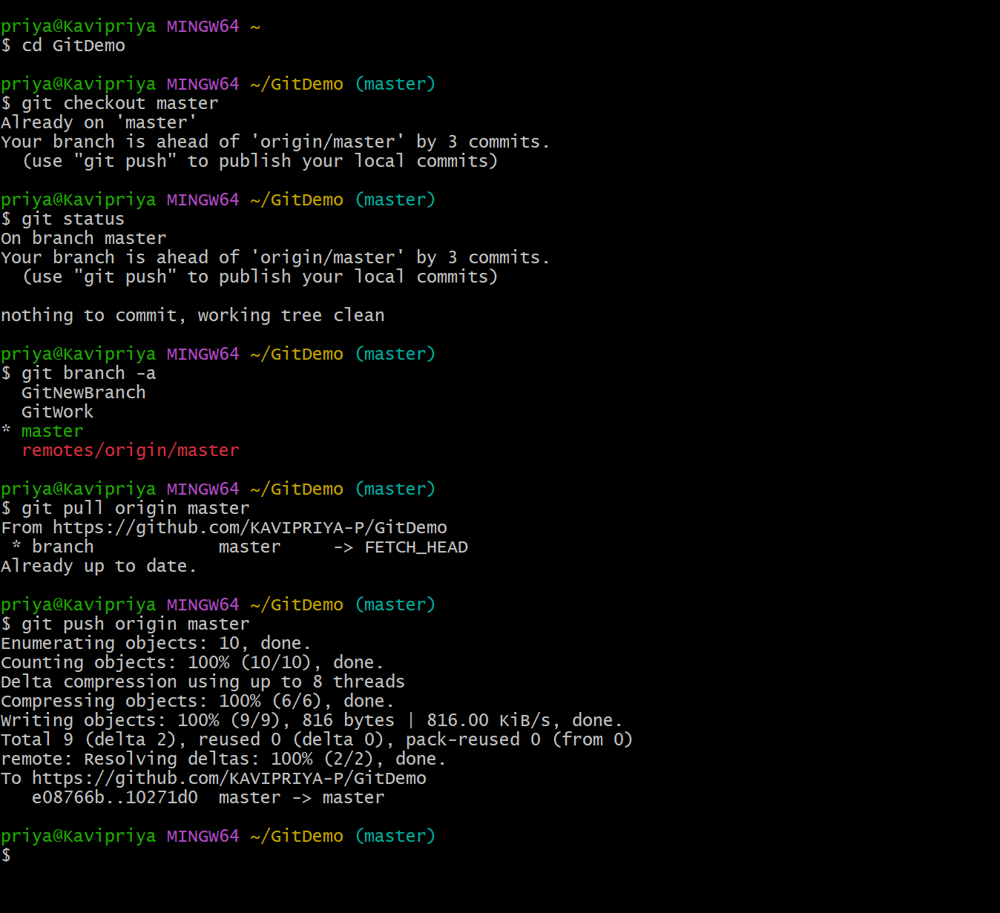 priya@Kavipriya MINGW64 ~
$ cd GitDemo

priya@Kavipriya MINGW64 ~/GitDemo (master)
$ git checkout master
Already on 'master'
Your branch is ahead of 'origin/master' by 3 commits.
  (use "git push" to publish your local commits)

priya@Kavipriya MINGW64 ~/GitDemo (master)
$ git status
On branch master
Your branch is ahead of 'origin/master' by 3 commits.
  (use "git push" to publish your local commits)

nothing to commit, working tree clean

priya@Kavipriya MINGW64 ~/GitDemo (master)
$ git branch -a
  GitNewBranch
  GitWork
* master
  remotes/origin/master

priya@Kavipriya MINGW64 ~/GitDemo (master)
$ git pull origin master
From https://github.com/KAVIPRIYA-P/GitDemo
 * branch            master     -> FETCH_HEAD
Already up to date.

priya@Kavipriya MINGW64 ~/GitDemo (master)
$ git push origin master
Enumerating objects: 10, done.
Counting objects: 100% (10/10), done.
Delta compression using up to 8 threads
Compressing objects: 100% (6/6), done.
Writing objects: 100% (9/9), 816 bytes | 816.00 KiB/s, done.
Total 9 (delta 2), reused 0 (delta 0), pack-reused 0 (from 0)
remote: Resolving deltas: 100% (2/2), done.
To https://github.com/KAVIPRIYA-P/GitDemo
   e08766b..10271d0  master -> master

priya@Kavipriya MINGW64 ~/GitDemo (master)
$